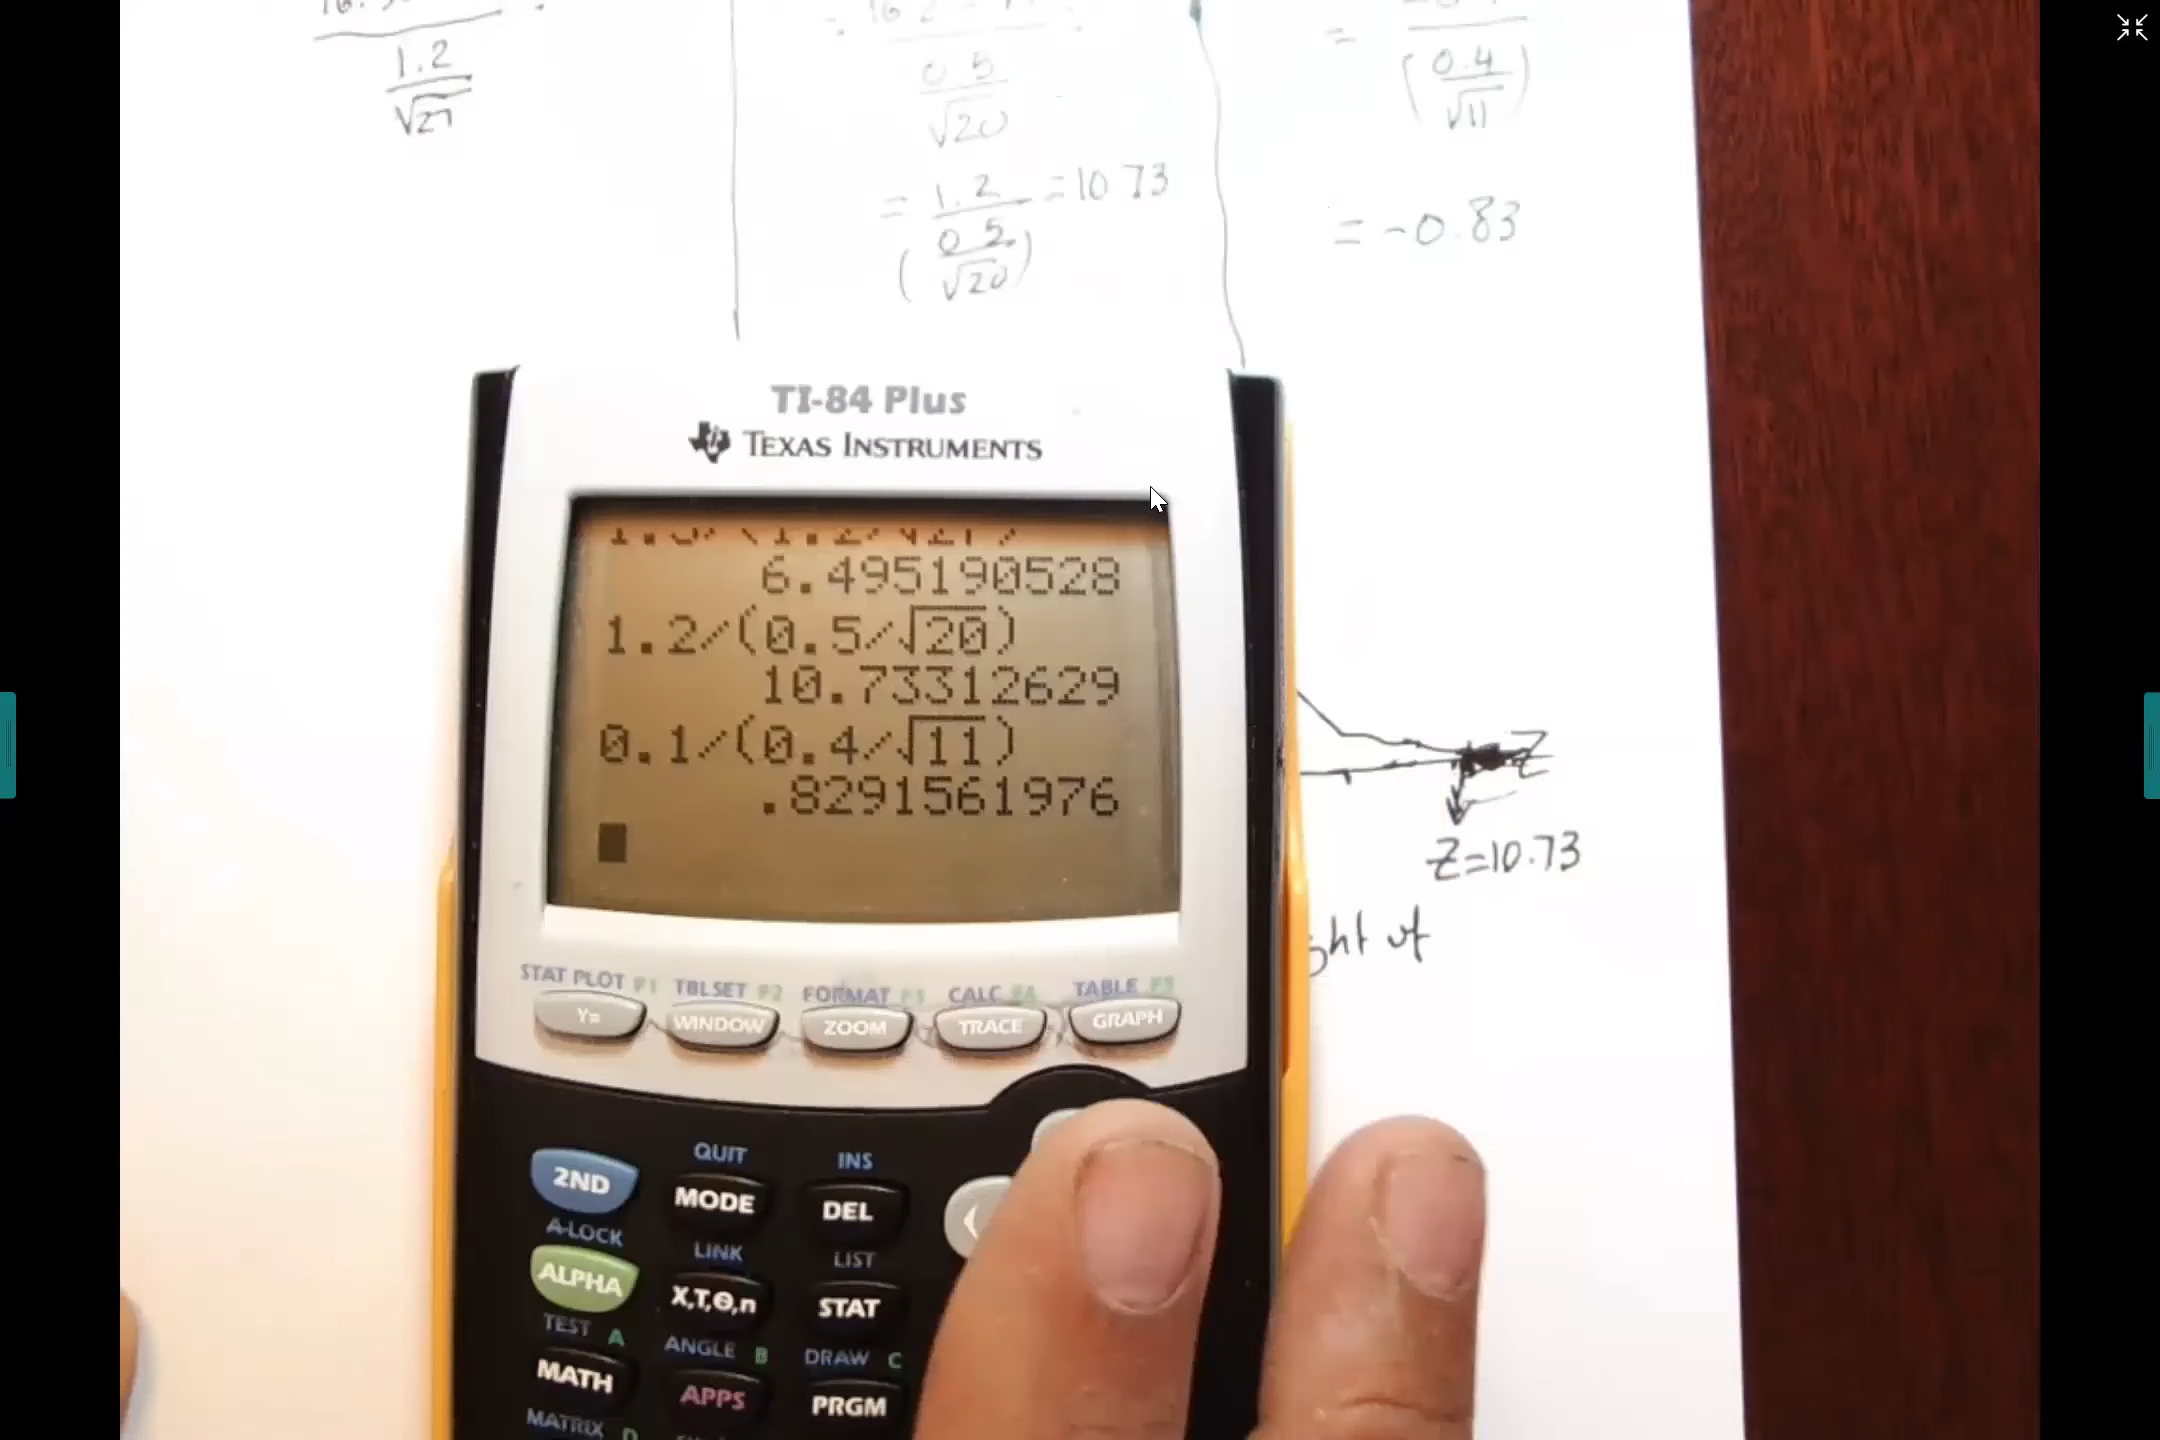 1.2
√27
0.5
√20
= 1.2 = 10.73
(0.5
√20)
=
(0.4
√11)
= -0.83
TI-84 Plus
TEXAS INSTRUMENTS
6.495190528
1.2/(0.5/√20)
10.73312629
0.1/(0.4/√11)
.8291561976
Z
Z=10.73
ght of
STAT PLOT F1 TBLSET F2 FORMAT F3 CALC F4 TABLE F5
Y= WINDOW ZOOM TRACE GRAPH
QUIT INS
2ND MODE DEL
A-LOCK LINK LIST
ALPHA X,T,Θ,n STAT
TEST A ANGLE B DRAW C
MATH APPS PRGM
MATRIX D